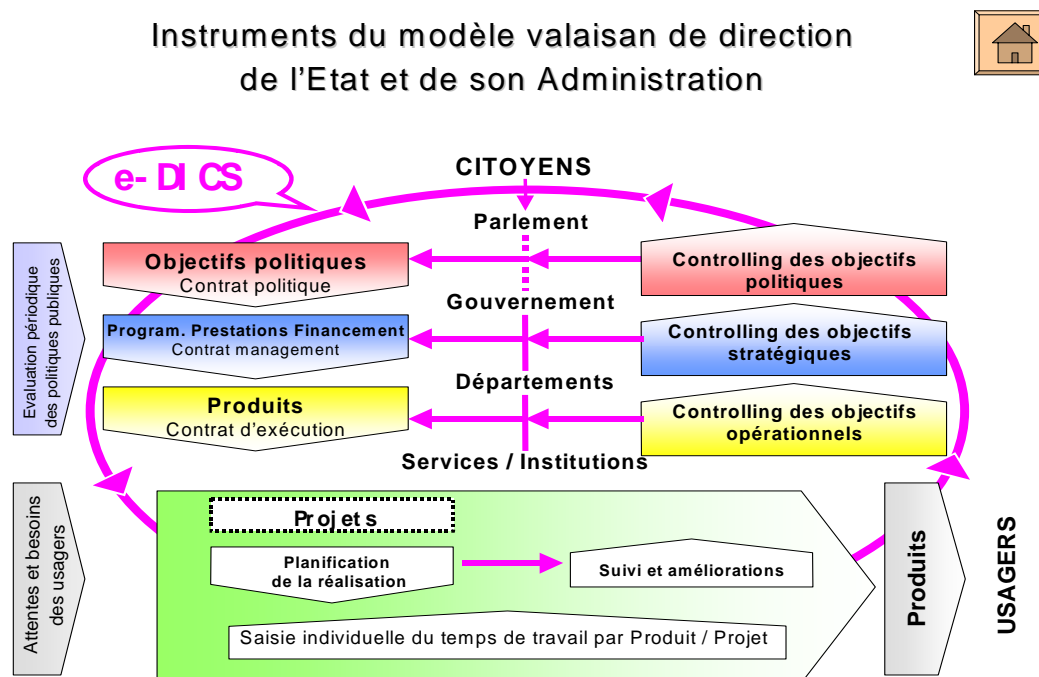 Instruments du modèle valaisan de direction
de l'Etat et de son Administration
e-DICS
CITOYENS
Parlement
Objectifs politiques
Contrat politique
Controlling des objectifs
politiques
Gouvernement
Program. Prestations Financement
Contrat management
Controlling des objectifs
stratégiques
Départements
Produits
Contrat d'exécution
Controlling des objectifs
opérationnels
Services / Institutions
Evaluation périodique
des politiques publiques
Attentes et besoins
des usagers
Projets
Planification
de la réalisation
Suivi et améliorations
Saisie individuelle du temps de travail par Produit / Projet
Produits
USAGERS